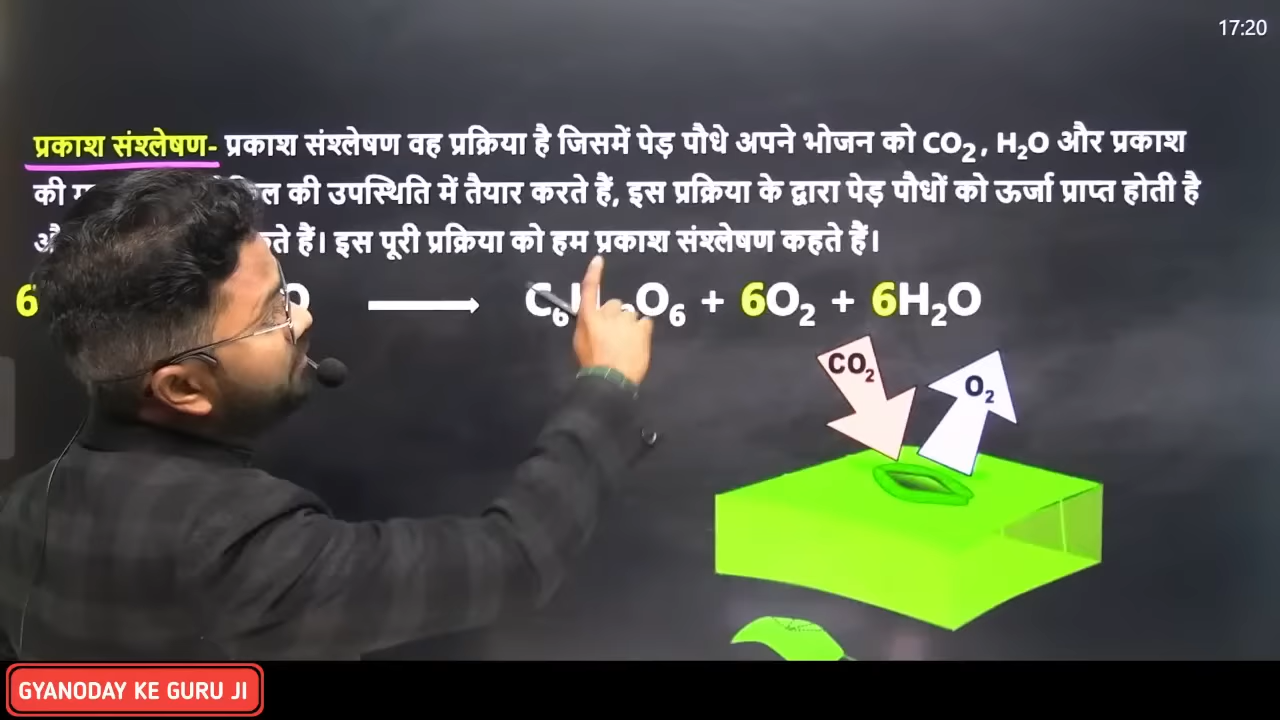 17:20
प्रकाश संश्लेषण- प्रकाश संश्लेषण वह प्रक्रिया है जिसमें पेड़ पौधे अपने भोजन को CO₂, H₂O और प्रकाश
की की उपस्थिति में तैयार करते हैं, इस प्रक्रिया के द्वारा पेड़ पौधों को ऊर्जा प्राप्त होती है
हैं। इस पूरी प्रक्रिया को हम प्रकाश संश्लेषण कहते हैं।
6 O ⟶ C₆ O₆ + 6O₂ + 6H₂O
CO₂
O₂
GYANODAY KE GURU JI